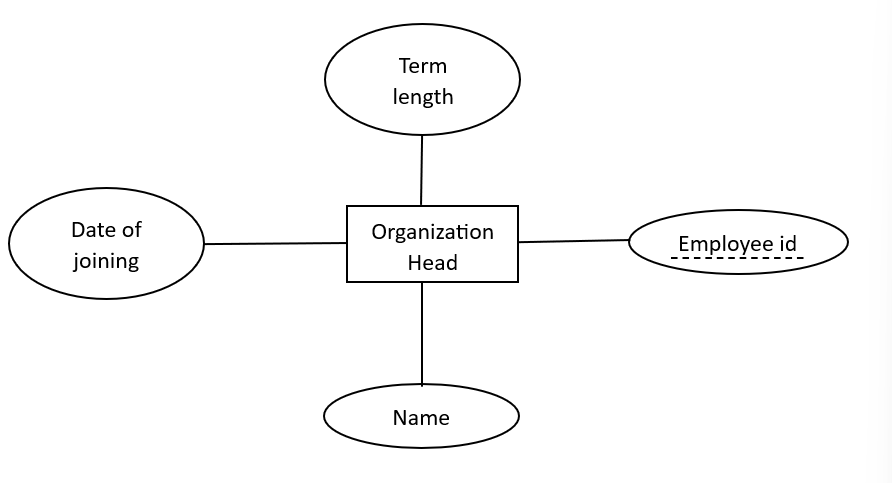 Term
length
Date of
joining
Organization
Head
Employee id
Name